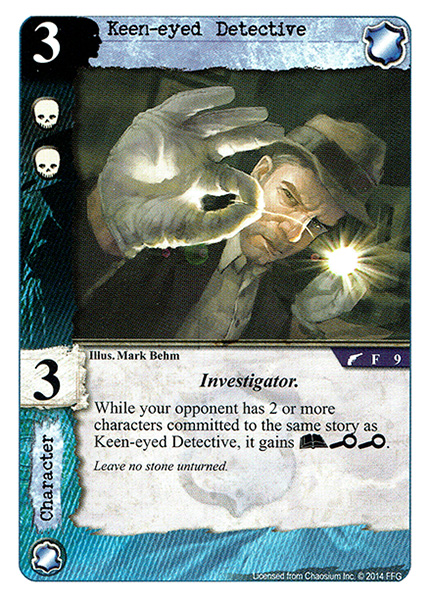 3
Keen-eyed Detective
Illus. Mark Behm
F 9
3
Investigator.
While your opponent has 2 or more
characters committed to the same story as
Keen-eyed Detective, it gains .
Leave no stone unturned.
Character
Licensed from Chaosium Inc. © 2014 FFG